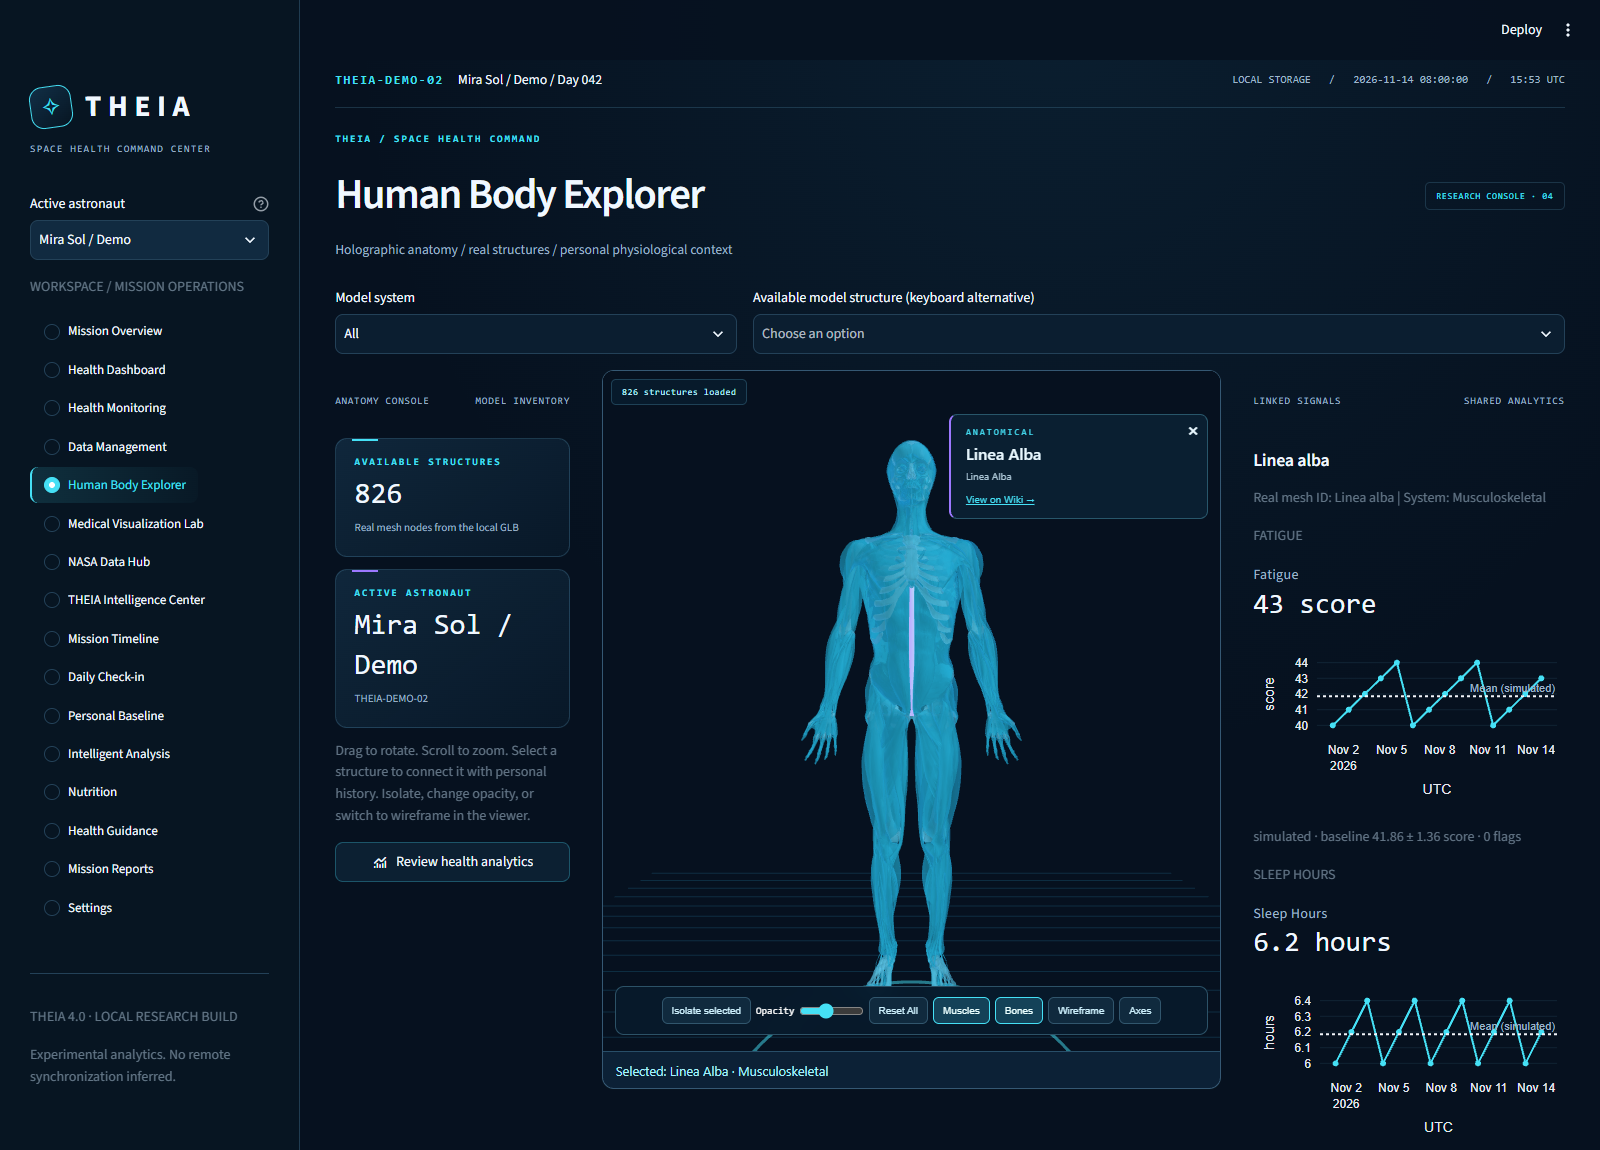 Deploy
THEIA-DEMO-02 Mira Sol / Demo / Day 042
LOCAL STORAGE / 2026-11-14 08:00:00 / 15:53 UTC
THEIA
SPACE HEALTH COMMAND CENTER
Active astronaut
Mira Sol / Demo
WORKSPACE / MISSION OPERATIONS
Mission Overview
Health Dashboard
Health Monitoring
Data Management
Human Body Explorer
Medical Visualization Lab
NASA Data Hub
THEIA Intelligence Center
Mission Timeline
Daily Check-in
Personal Baseline
Intelligent Analysis
Nutrition
Health Guidance
Mission Reports
Settings
THEIA 4.0 · LOCAL RESEARCH BUILD
Experimental analytics. No remote
synchronization inferred.
THEIA / SPACE HEALTH COMMAND
Human Body Explorer
RESEARCH CONSOLE · 04
Holographic anatomy / real structures / personal physiological context
Model system
All
Available model structure (keyboard alternative)
Choose an option
ANATOMY CONSOLE MODEL INVENTORY
AVAILABLE STRUCTURES
826
Real mesh nodes from the local GLB
ACTIVE ASTRONAUT
Mira Sol /
Demo
THEIA-DEMO-02
Drag to rotate. Scroll to zoom. Select a
structure to connect it with personal
history. Isolate, change opacity, or
switch to wireframe in the viewer.
Review health analytics
826 structures loaded
ANATOMICAL
Linea Alba
Linea Alba
View on Wiki →
Isolate selected Opacity Reset All Muscles Bones Wireframe Axes
Selected: Linea Alba · Musculoskeletal
LINKED SIGNALS SHARED ANALYTICS
Linea alba
Real mesh ID: Linea alba | System: Musculoskeletal
FATIGUE
Fatigue
43 score
score
44
43
42
41
40
Mean (simulated)
Nov 2 Nov 5 Nov 8 Nov 11 Nov 14
2026
UTC
simulated · baseline 41.86 ± 1.36 score · 0 flags
SLEEP HOURS
Sleep Hours
6.2 hours
hours
6.4
6.3
6.2
6.1
6
Mean (simulated)
Nov 2 Nov 5 Nov 8 Nov 11 Nov 14
2026
UTC